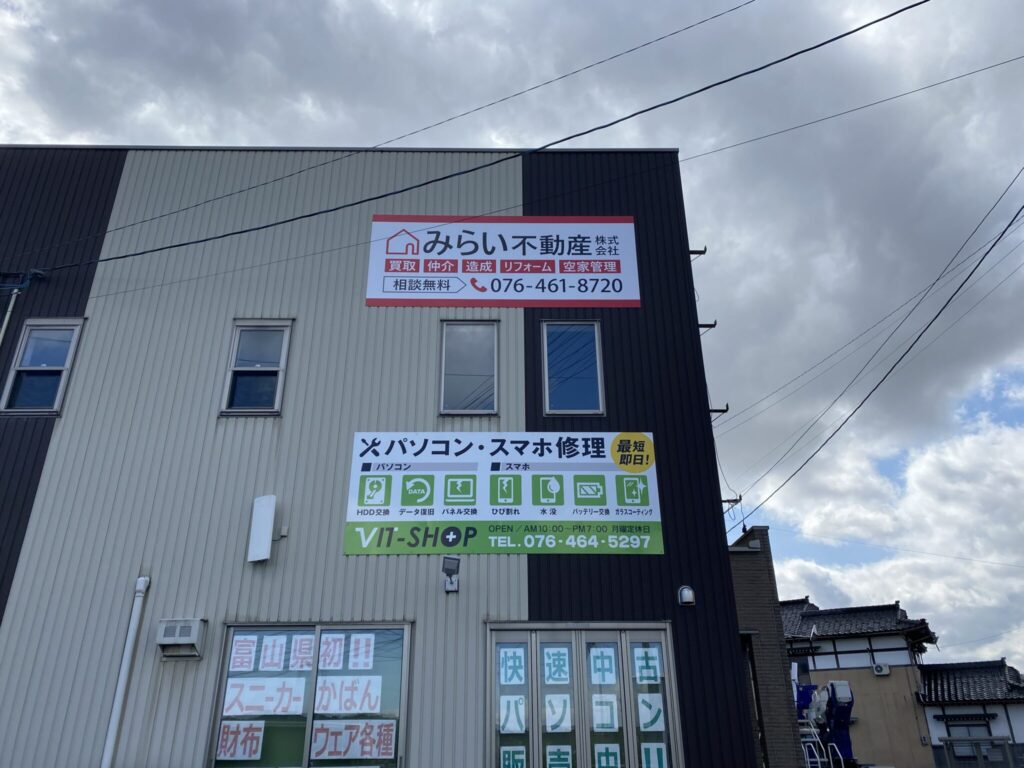 みらい不動産 株式会社
買取 仲介 造成 リフォーム 空家管理
相談無料 076-461-8720
パソコン・スマホ修理 最短即日!
パソコン スマホ
DATA
HDD交換 データ復旧 パネル交換 ひび割れ 水没 バッテリー交換 ガラスコーティング
VIT-SHOP OPEN/AM10:00-PM7:00 月曜定休日
TEL.076・464・5297
富山県初!!
スニーカー かばん
財布 ウェア各種
快速中古
パソコン
販売中!!